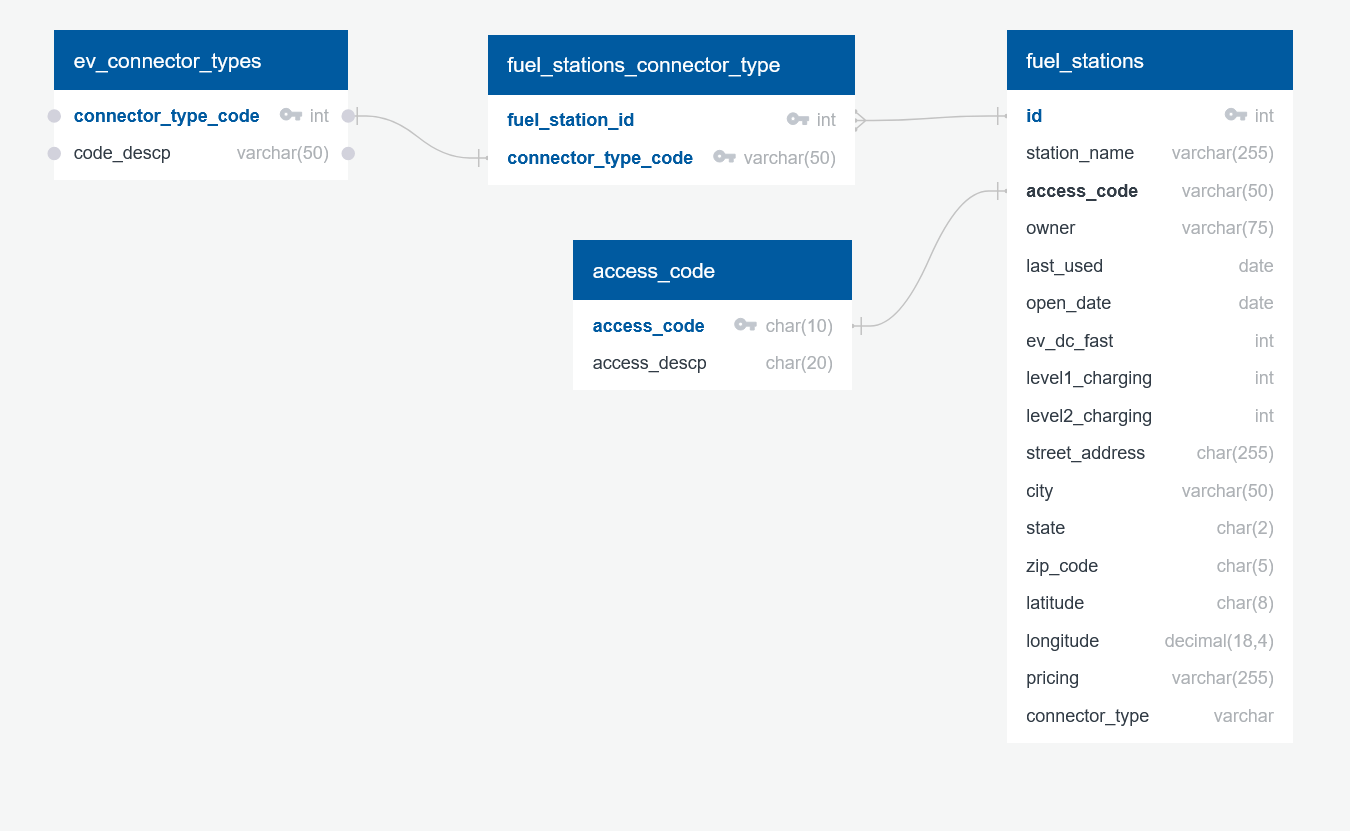 ev_connector_types
connector_type_code int
code_descp varchar(50)
fuel_stations_connector_type
fuel_station_id int
connector_type_code varchar(50)
access_code
access_code char(10)
access_descp char(20)
fuel_stations
id int
station_name varchar(255)
access_code varchar(50)
owner varchar(75)
last_used date
open_date date
ev_dc_fast int
level1_charging int
level2_charging int
street_address char(255)
city varchar(50)
state char(2)
zip_code char(5)
latitude char(8)
longitude decimal(18,4)
pricing varchar(255)
connector_type varchar